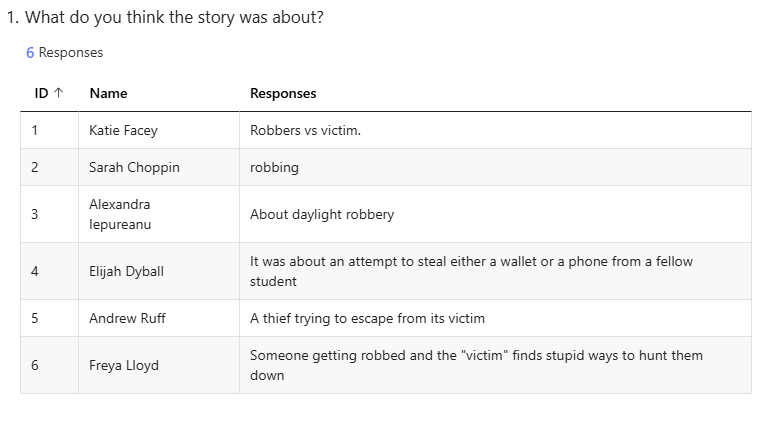 1. What do you think the story was about?
6 Responses
ID ↑ Name Responses
1 Katie Facey Robbers vs victim.
2 Sarah Choppin robbing
3 Alexandra Iepureanu About daylight robbery
4 Elijah Dyball It was about an attempt to steal either a wallet or a phone from a fellow
student
5 Andrew Ruff A thief trying to escape from its victim
6 Freya Lloyd Someone getting robbed and the "victim" finds stupid ways to hunt them
down